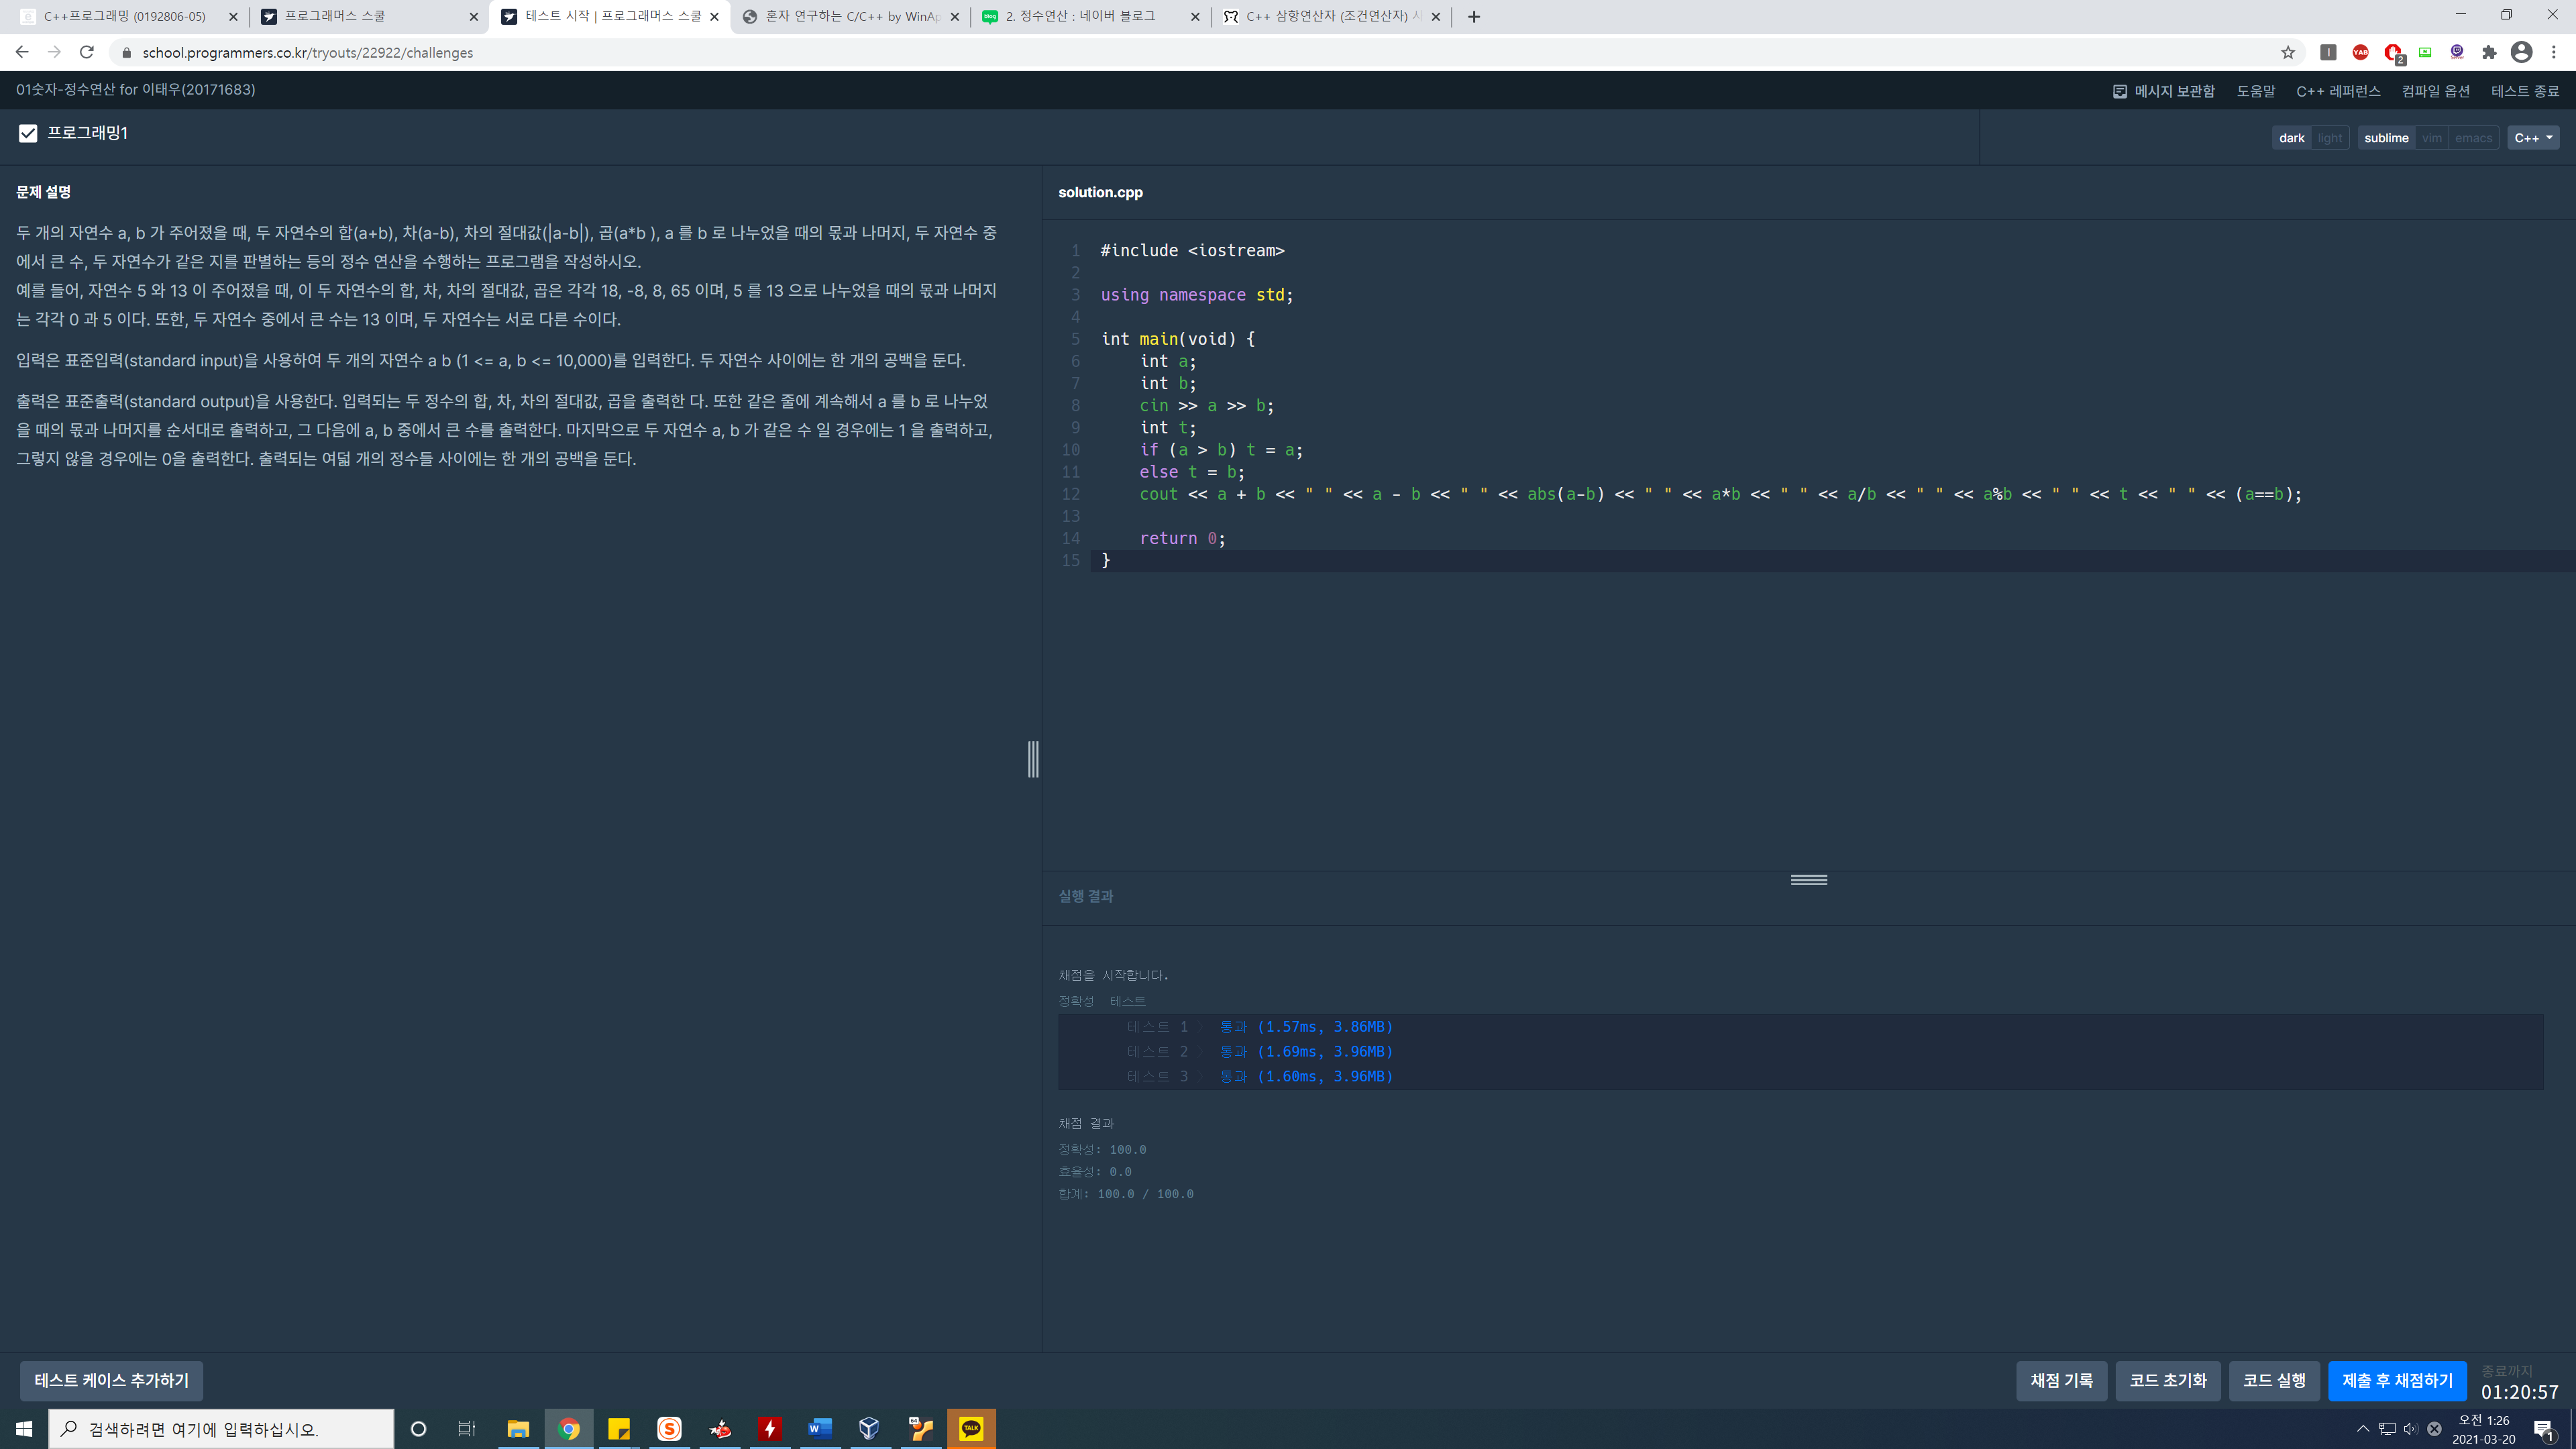 C++프로그래밍 (0192806-05)
프로그래머스 스쿨
테스트 시작 | 프로그래머스 스쿨
혼자 연구하는 C/C++ by WinAp
2. 정수연산 : 네이버 블로그
C++ 삼항연산자 (조건연산자) 사
school.programmers.co.kr/tryouts/22922/challenges
01숫자-정수연산 for 이태우(20171683)
메시지 보관함 도움말 C++ 레퍼런스 컴파일 옵션 테스트 종료
프로그래밍1
dark light sublime vim emacs C++
문제 설명
두 개의 자연수 a, b 가 주어졌을 때, 두 자연수의 합(a+b), 차(a-b), 차의 절대값(|a-b|), 곱(a*b ), a 를 b 로 나누었을 때의 몫과 나머지, 두 자연수 중
에서 큰 수, 두 자연수가 같은 지를 판별하는 등의 정수 연산을 수행하는 프로그램을 작성하시오.
예를 들어, 자연수 5 와 13 이 주어졌을 때, 이 두 자연수의 합, 차, 차의 절대값, 곱은 각각 18, -8, 8, 65 이며, 5 를 13 으로 나누었을 때의 몫과 나머지
는 각각 0 과 5 이다. 또한, 두 자연수 중에서 큰 수는 13 이며, 두 자연수는 서로 다른 수이다.
입력은 표준입력(standard input)을 사용하여 두 개의 자연수 a b (1 <= a, b <= 10,000)를 입력한다. 두 자연수 사이에는 한 개의 공백을 둔다.
출력은 표준출력(standard output)을 사용한다. 입력되는 두 정수의 합, 차, 차의 절대값, 곱을 출력한 다. 또한 같은 줄에 계속해서 a 를 b 로 나누었
을 때의 몫과 나머지를 순서대로 출력하고, 그 다음에 a, b 중에서 큰 수를 출력한다. 마지막으로 두 자연수 a, b 가 같은 수 일 경우에는 1 을 출력하고,
그렇지 않을 경우에는 0을 출력한다. 출력되는 여덟 개의 정수들 사이에는 한 개의 공백을 둔다.
solution.cpp
1 #include <iostream>
2
3 using namespace std;
4
5 int main(void) {
6 int a;
7 int b;
8 cin >> a >> b;
9 int t;
10 if (a > b) t = a;
11 else t = b;
12 cout << a + b << " " << a - b << " " << abs(a-b) << " " << a*b << " " << a/b << " " << a%b << " " << t << " " << (a==b);
13
14 return 0;
15 }
실행 결과
채점을 시작합니다.
정확성 테스트
테스트 1 통과 (1.57ms, 3.86MB)
테스트 2 통과 (1.69ms, 3.96MB)
테스트 3 통과 (1.60ms, 3.96MB)
채점 결과
정확성: 100.0
효율성: 0.0
합계: 100.0 / 100.0
테스트 케이스 추가하기
채점 기록 코드 초기화 코드 실행 제출 후 채점하기
종료까지
01:20:57
검색하려면 여기에 입력하십시오.
오전 1:26
2021-03-20